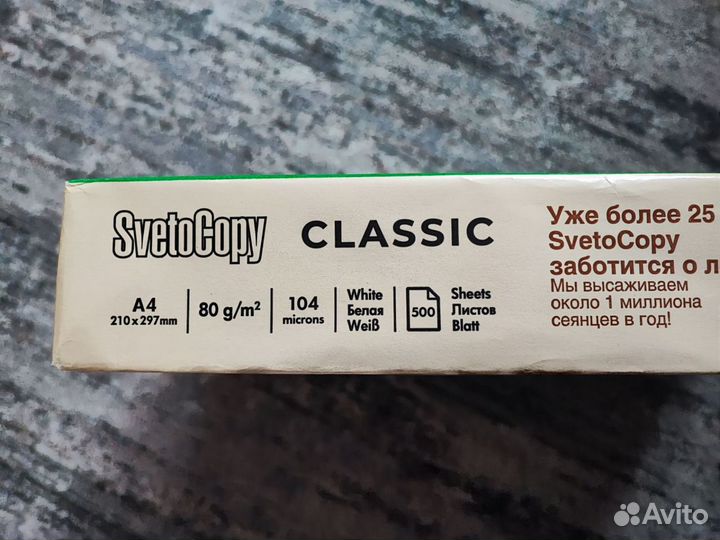 SvetoCopy CLASSIC
A4
210x297mm
80 g/m²
104
microns
White
Белая
Weiß
500
Sheets
Листов
Blatt
Уже более 25
SvetoCopy
заботится о
Мы высаживаем
около 1 миллиона
сеянцев в год!
Avito